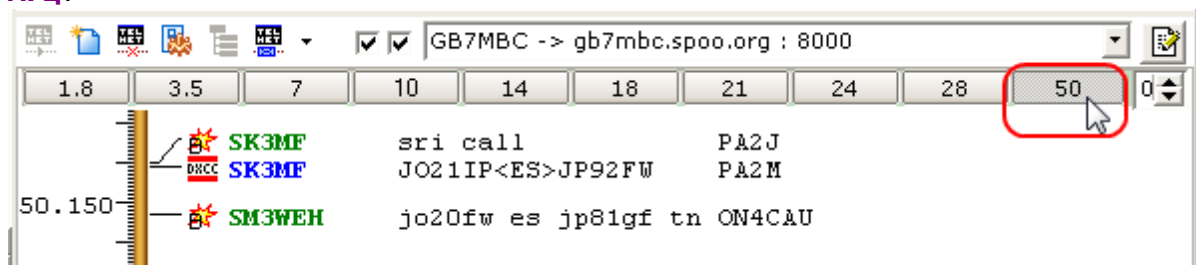 GB7MBC -> gb7mbc.spoo.org : 8000
1.8 3.5 7 10 14 18 21 24 28 50 0
SK3MF sri call PA2J
DXCC SK3MF JO21IP<ES>JP92FW PA2M
50.150 SM3WEH jo20fw es jp81gf tn ON4CAU